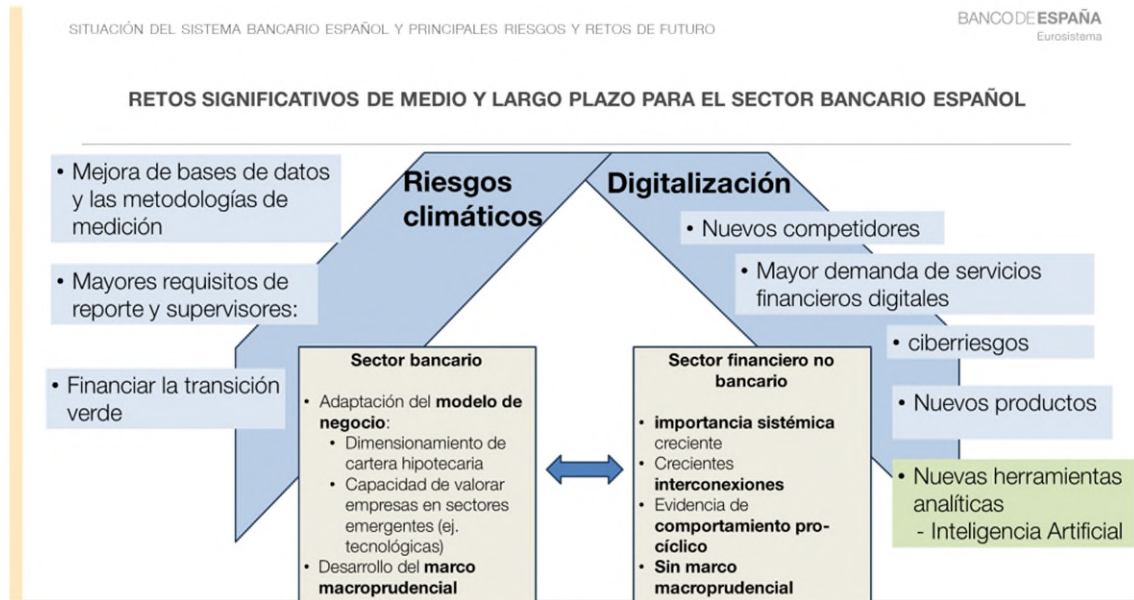 SITUACIÓN DEL SISTEMA BANCARIO ESPAÑOL Y PRINCIPALES RIESGOS Y RETOS DE FUTURO
BANCO DE ESPAÑA
Eurosistema
RETOS SIGNIFICATIVOS DE MEDIO Y LARGO PLAZO PARA EL SECTOR BANCARIO ESPAÑOL
Riesgos
climáticos
• Mejora de bases de datos
y las metodologías de
medición
• Mayores requisitos de
reporte y supervisores:
• Financiar la transición
verde
Digitalización
• Nuevos competidores
• Mayor demanda de servicios
financieros digitales
• ciberriesgos
• Nuevos productos
• Nuevas herramientas
analíticas
- Inteligencia Artificial
Sector bancario
• Adaptación del modelo de
negocio:
• Dimensionamiento de
cartera hipotecaria
• Capacidad de valorar
empresas en sectores
emergentes (ej.
tecnológicas)
• Desarrollo del marco
macroprudencial
Sector financiero no
bancario
• importancia sistémica
creciente
• Crecientes
interconexiones
• Evidencia de
comportamiento pro-
cíclico
• Sin marco
macroprudencial